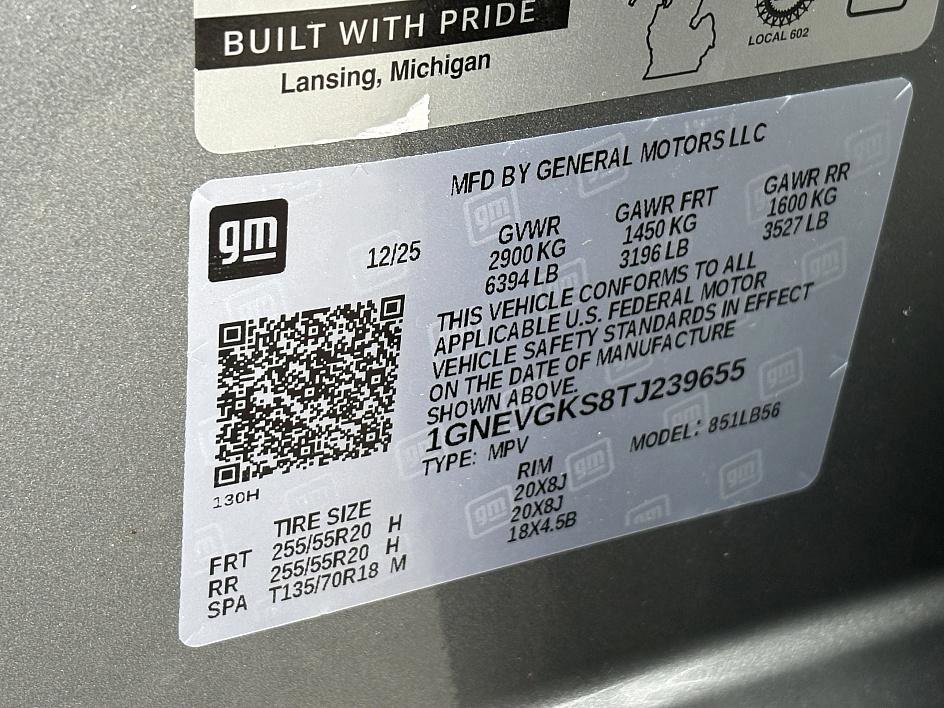 BUILT WITH PRIDE
Lansing, Michigan
LOCAL 602
MFD BY GENERAL MOTORS LLC
gm
12/25
GVWR GAWR FRT GAWR RR
2900 KG 1450 KG 1600 KG
6394 LB 3196 LB 3527 LB
THIS VEHICLE CONFORMS TO ALL
APPLICABLE U.S. FEDERAL MOTOR
VEHICLE SAFETY STANDARDS IN EFFECT
ON THE DATE OF MANUFACTURE
SHOWN ABOVE.
1GNEVGKS8TJ239655
TYPE: MPV MODEL: 851LB56
130H
TIRE SIZE RIM
FRT 255/55R20 H 20X8J
RR 255/55R20 H 20X8J
SPA T135/70R18 M 18X4.5B